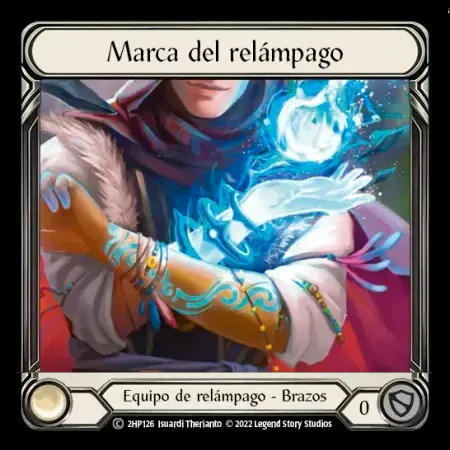 Marca del relámpago
Equipo de relámpago - Brazos
0
© 2HP126 Isuardi Therianto © 2022 Legend Story Studios